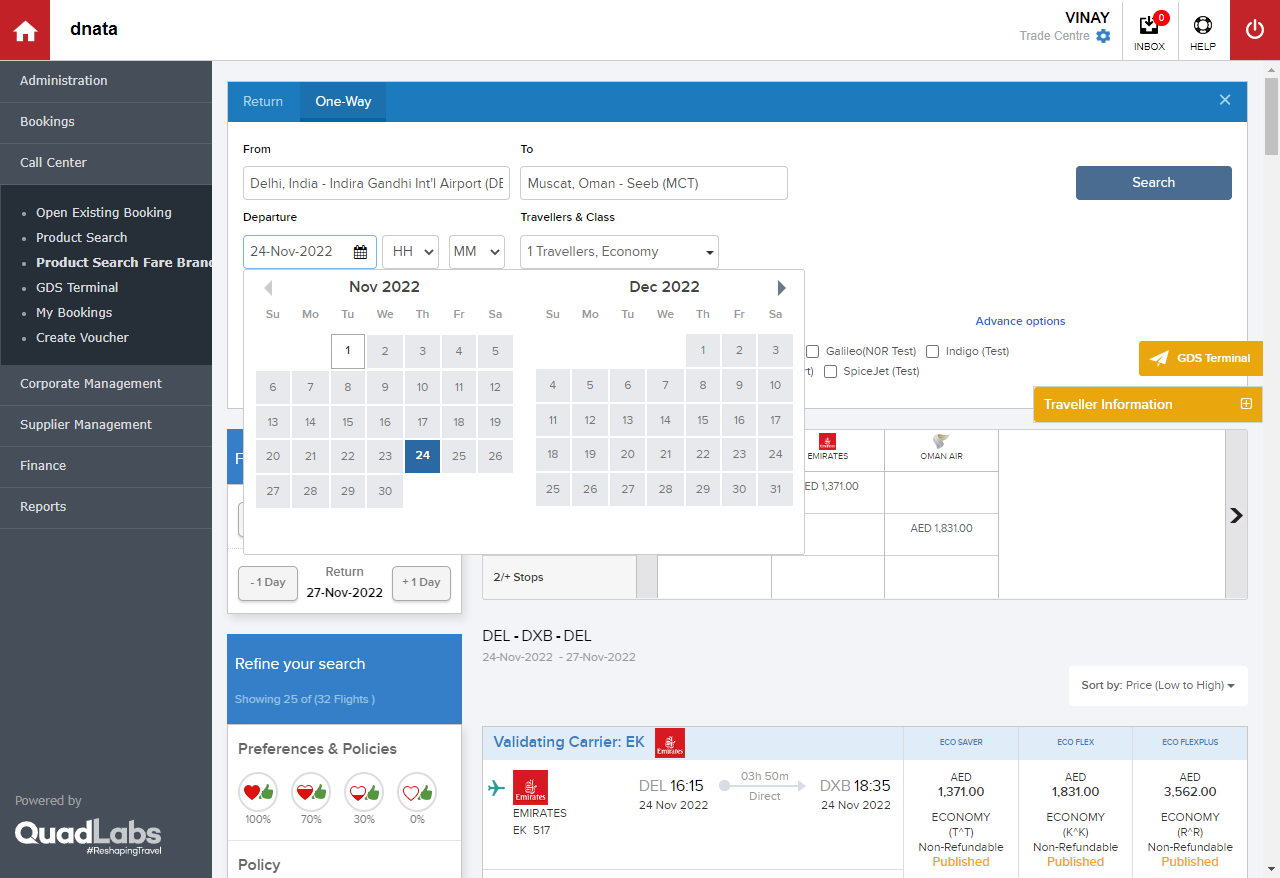 dnata
VINAY
Trade Centre
0
INBOX
HELP
Administration
Bookings
Call Center
Open Existing Booking
Product Search
Product Search Fare Bran
GDS Terminal
My Bookings
Create Voucher
Corporate Management
Supplier Management
Finance
Reports
Powered by
QuadLabs
#ReshapingTravel
Return One-Way
From To
Delhi, India - Indira Gandhi Int'l Airport (DE Muscat, Oman - Seeb (MCT)
Search
Departure Travellers & Class
24-Nov-2022 HH MM 1 Travellers, Economy
Nov 2022 Dec 2022
Su Mo Tu We Th Fr Sa Su Mo Tu We Th Fr Sa
1 2 3 4 5 1 2 3
6 7 8 9 10 11 12 4 5 6 7 8 9 10
13 14 15 16 17 18 19 11 12 13 14 15 16 17
20 21 22 23 24 25 26 18 19 20 21 22 23 24
27 28 29 30 25 26 27 28 29 30 31
Advance options
Galileo(N0R Test) Indigo (Test)
SpiceJet (Test)
GDS Terminal
Traveller Information
Emirates
EMIRATES OMAN AIR
ED 1,371.00
AED 1,831.00
2/+ Stops
- 1 Day Return + 1 Day
27-Nov-2022
DEL - DXB - DEL
24-Nov-2022 - 27-Nov-2022
Refine your search
Showing 25 of (32 Flights )
Sort by: Price (Low to High)
Preferences & Policies
100% 70% 30% 0%
Policy
Validating Carrier: EK Emirates ECO SAVER ECO FLEX ECO FLEXPLUS
Emirates
EMIRATES
EK 517
DEL 16:15 03h 50m DXB 18:35
24 Nov 2022 Direct 24 Nov 2022
AED AED AED
1,371.00 1,831.00 3,562.00
ECONOMY ECONOMY ECONOMY
(T^T) (K^K) (R^R)
Non-Refundable Non-Refundable Non-Refundable
Published Published Published